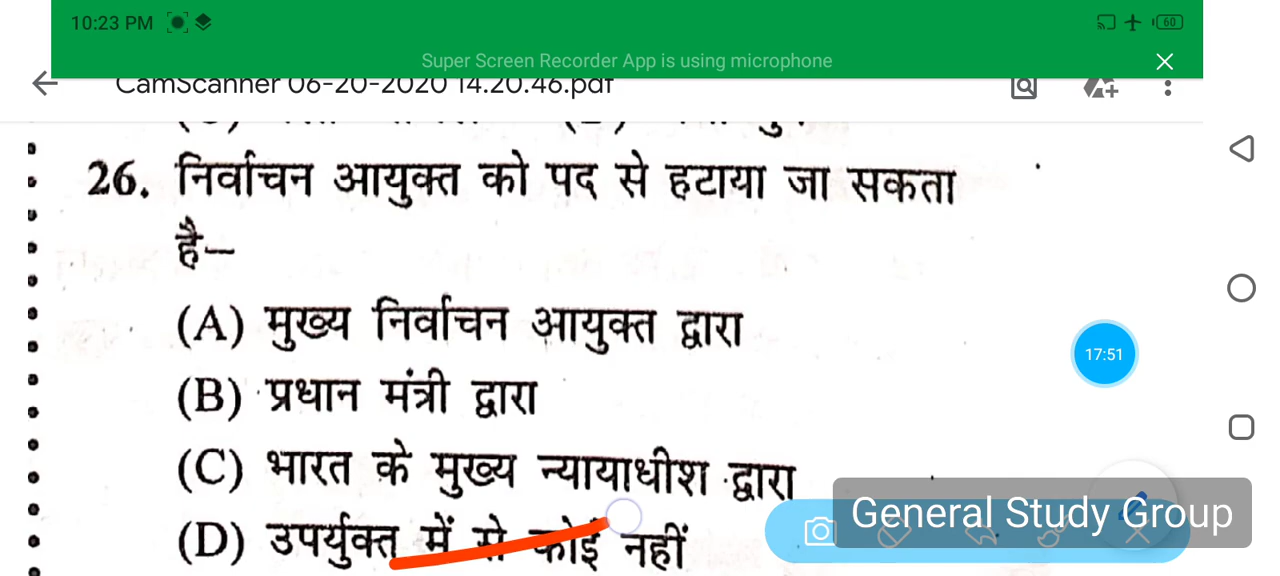 10:23 PM
60
Super Screen Recorder App is using microphone
CamScanner 06-20-2020 14.20.46.pdf
26. निर्वाचन आयुक्त को पद से हटाया जा सकता
है—
(A) मुख्य निर्वाचन आयुक्त द्वारा
17:51
(B) प्रधान मंत्री द्वारा
(C) भारत के मुख्य न्यायाधीश द्वारा
General Study Group
(D) उपर्युक्त में से कोई नहीं